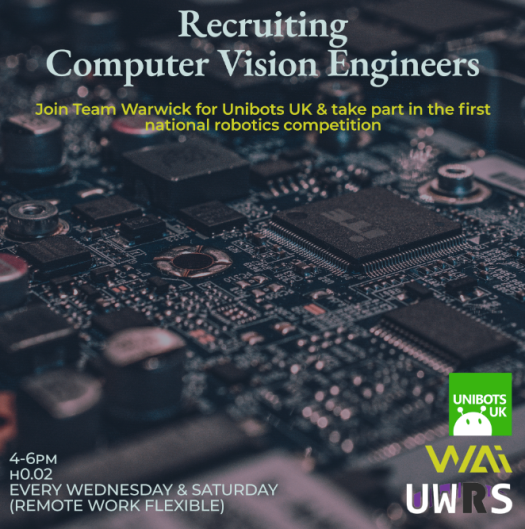 Recruiting
Computer Vision Engineers
Join Team Warwick for Unibots UK & take part in the first
national robotics competition
UNIBOTS
UK
WAi
UWRS
4-6PM
H0.02
EVERY WEDNESDAY & SATURDAY
(REMOTE WORK FLEXIBLE)